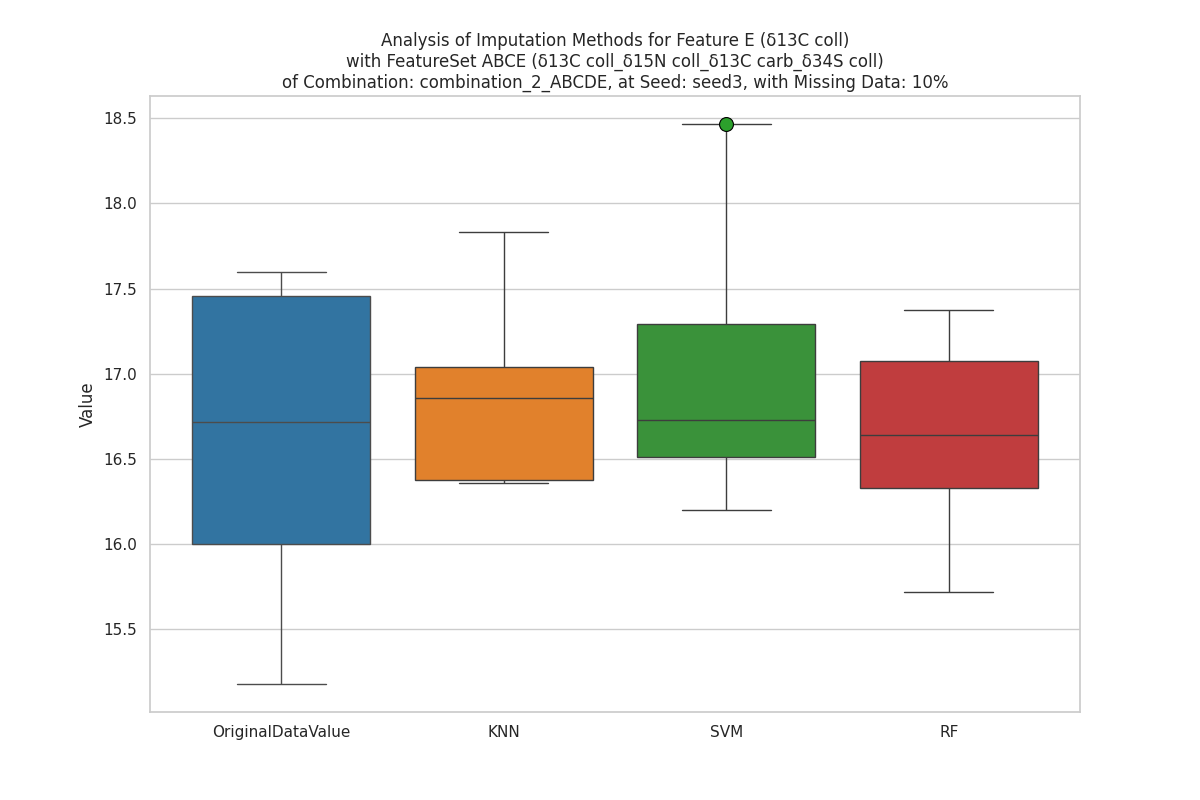 Analysis of Imputation Methods for Feature E (δ13C coll)
with FeatureSet ABCE (δ13C coll_δ15N coll_δ13C carb_δ34S coll)
of Combination: combination_2_ABCDE, at Seed: seed3, with Missing Data: 10%
18.5
18.0
17.5
17.0
16.5
16.0
15.5
Value
OriginalDataValue KNN SVM RF